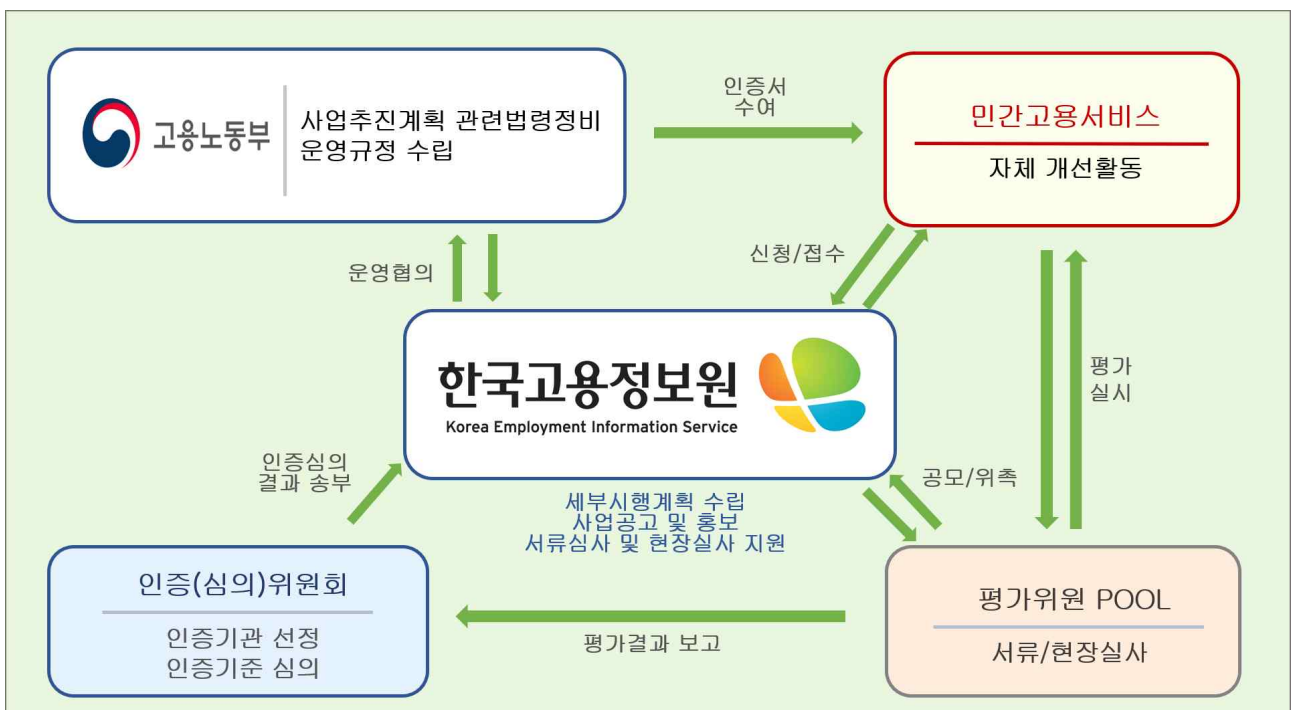 고용노동부
사업추진계획 관련법령정비
운영규정 수립
인증서
수여
민간고용서비스
자체 개선활동
운영협의
신청/접수
한국고용정보원
Korea Employment Information Service
평가
실시
인증심의
결과 송부
공모/위촉
세부시행계획 수립
사업공고 및 홍보
서류심사 및 현장실사 지원
인증(심의)위원회
인증기관 선정
인증기준 심의
평가결과 보고
평가위원 POOL
서류/현장실사